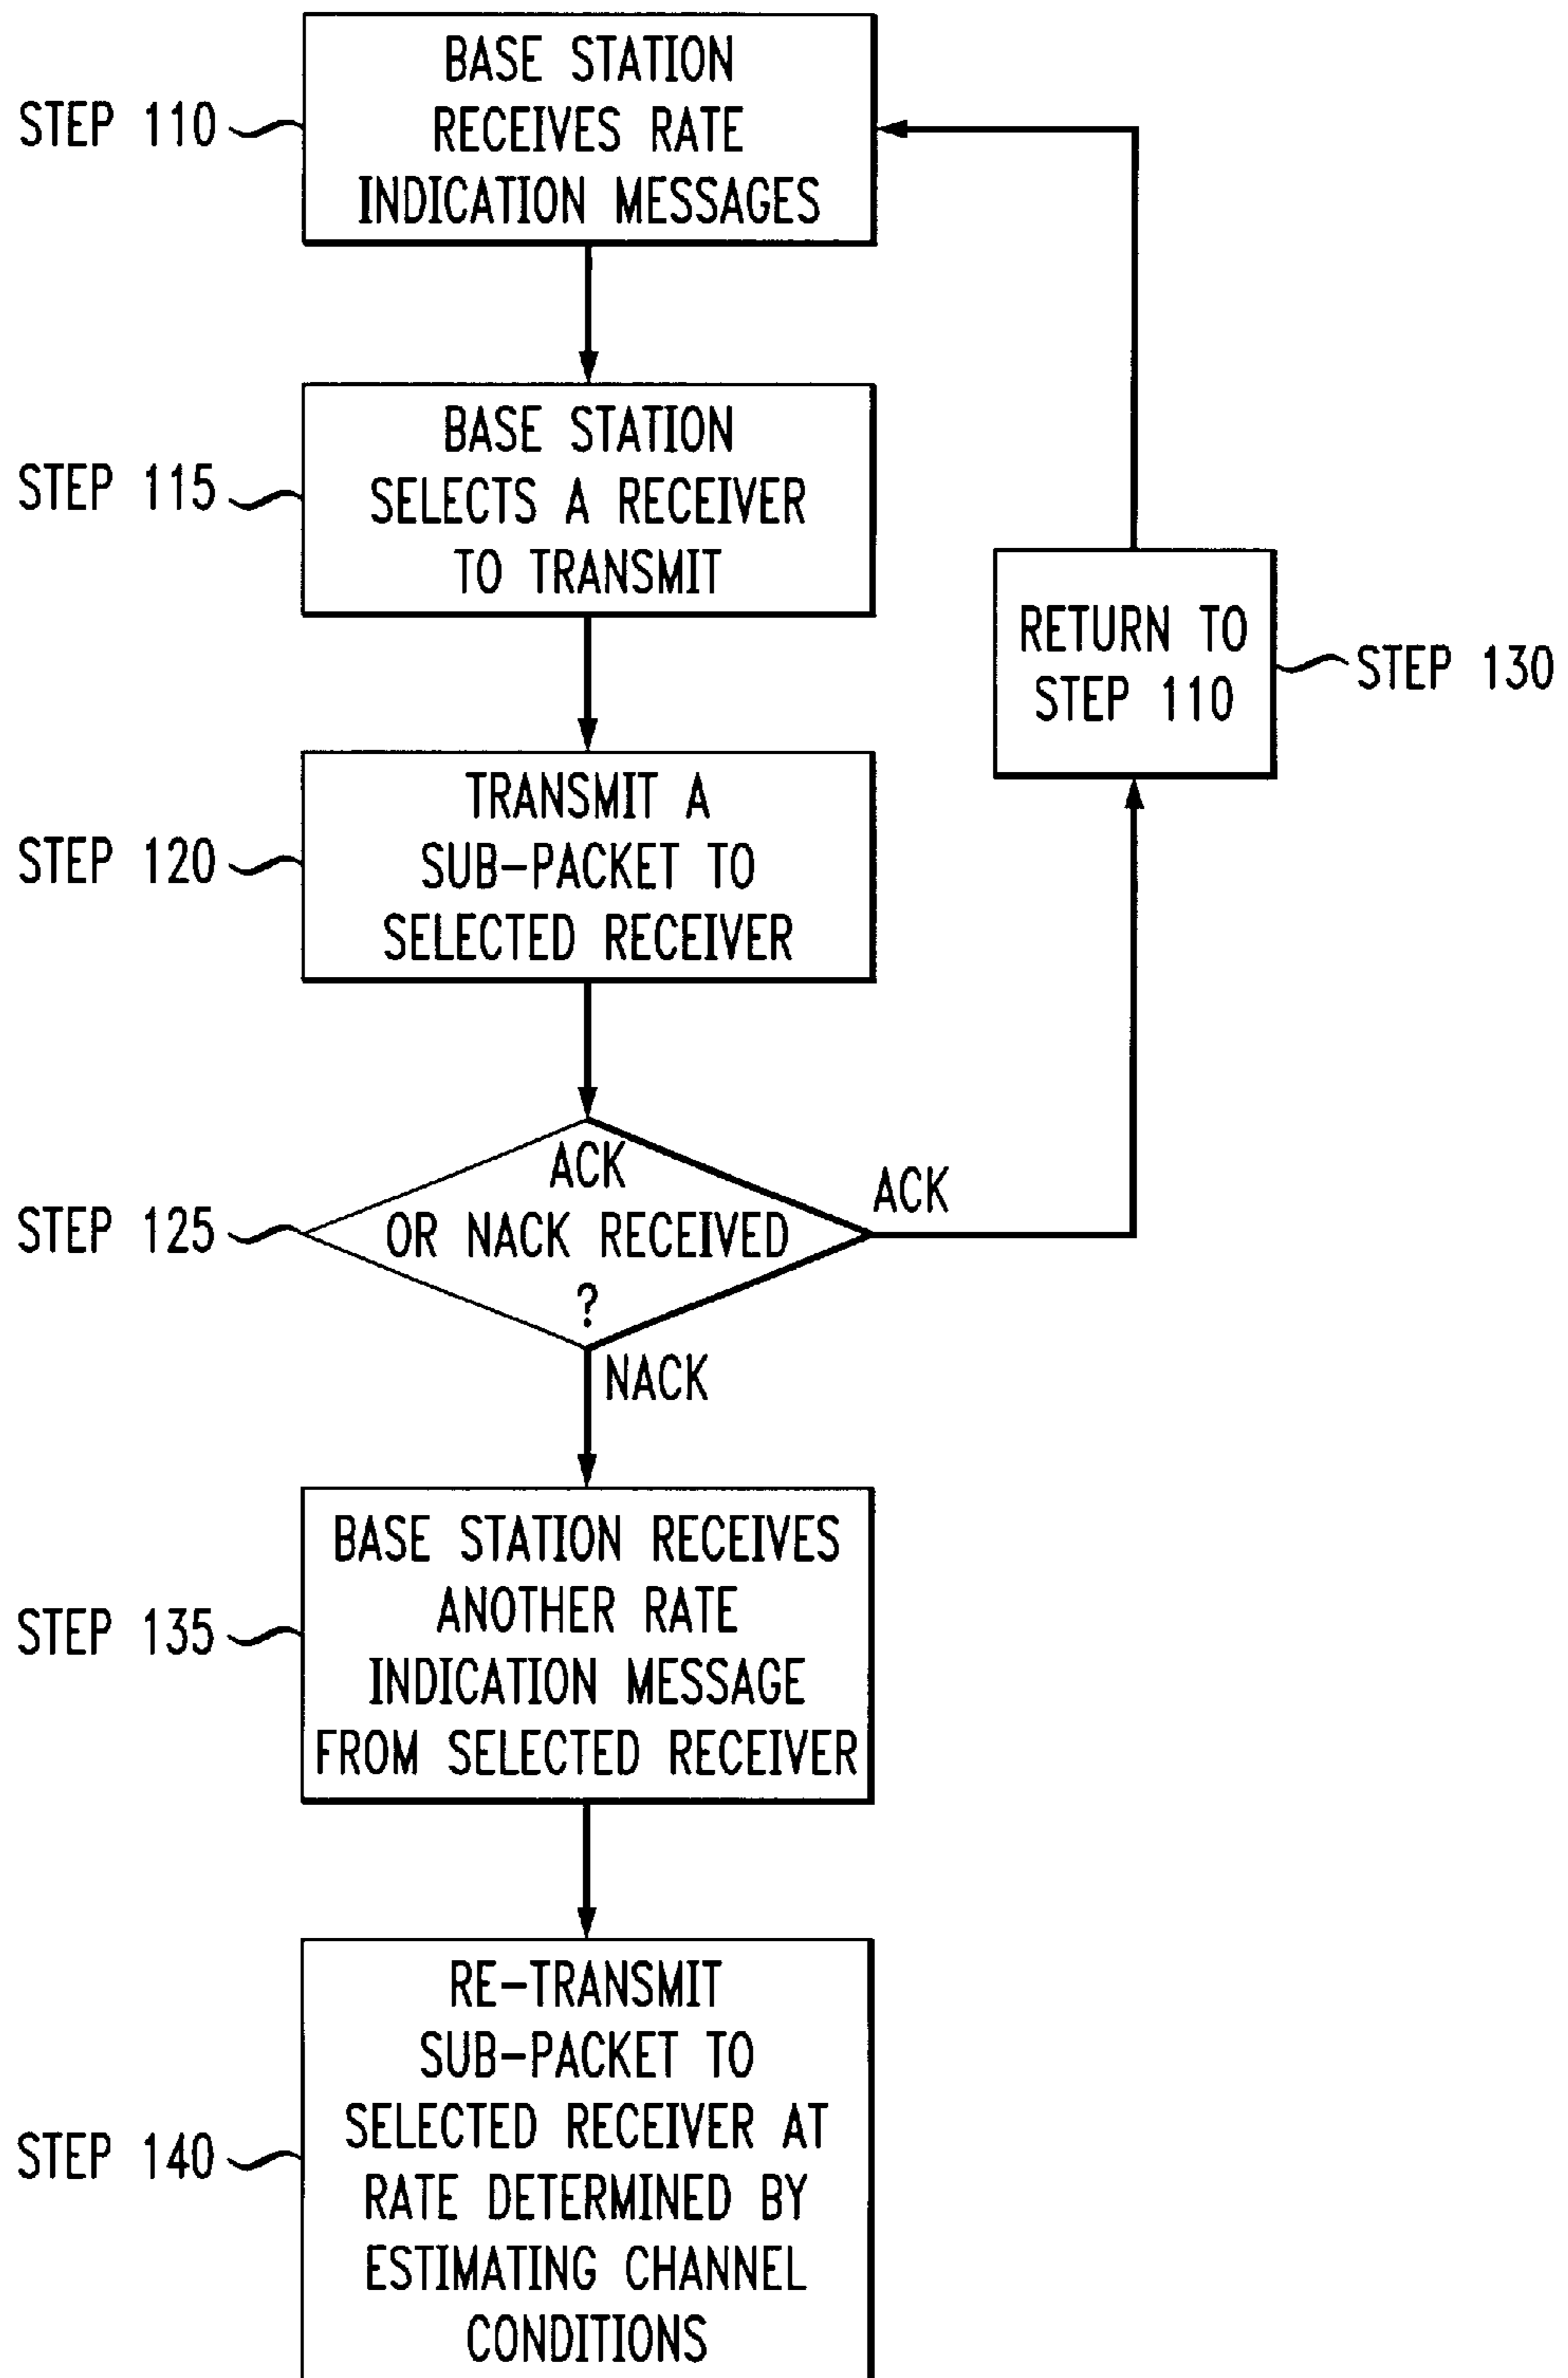 STEP 110
BASE STATION
RECEIVES RATE
INDICATION MESSAGES
STEP 115
BASE STATION
SELECTS A RECEIVER
TO TRANSMIT
RETURN TO
STEP 110
STEP 130
STEP 120
TRANSMIT A
SUB-PACKET TO
SELECTED RECEIVER
STEP 125
ACK
OR NACK RECEIVED
?
ACK
NACK
STEP 135
BASE STATION RECEIVES
ANOTHER RATE
INDICATION MESSAGE
FROM SELECTED RECEIVER
STEP 140
RE-TRANSMIT
SUB-PACKET TO
SELECTED RECEIVER AT
RATE DETERMINED BY
ESTIMATING CHANNEL
CONDITIONS